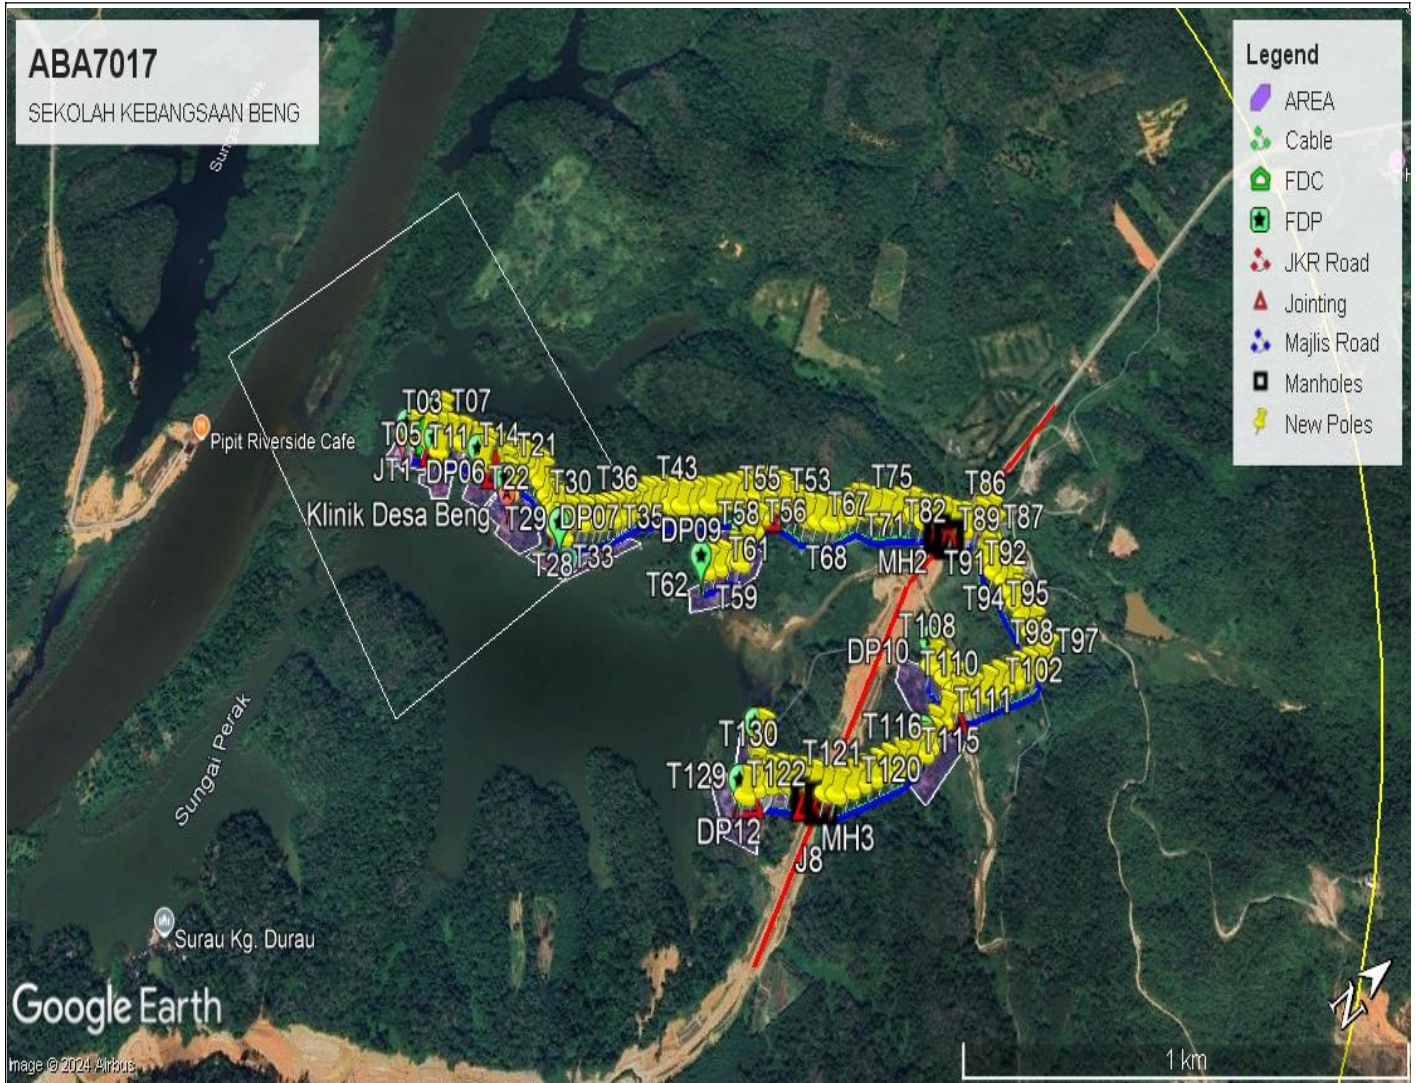 ABA7017
SEKOLAH KEBANGSAAN BENG
Legend
AREA
Cable
FDC
FDP
JKR Road
Jointing
Majlis Road
Manholes
New Poles
Pipit Riverside Cafe
T03
T07
T05
T11
T14
T21
JT1
DP06
T22
T30
T36
T43
T55
T53
T75
T86
Klinik Desa Beng
T29
DP07
T35
DP09
T58
T56
T67
T71
T82
T89
T87
T28
T33
T61
T68
MH2
T91
T92
T62
T59
T94
T95
T108
T98
T97
DP10
T110
T102
T111
T116
T115
T130
T121
T129
T122
T120
DP12
MH3
J8
Sungai Perak
Surau Kg. Durau
Google Earth
Image © 2024 Airbus
N
1 km